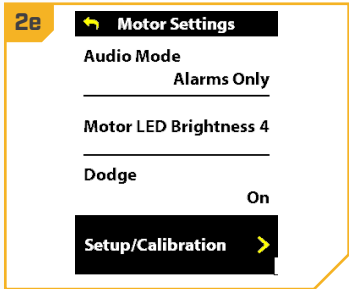 2e
Motor Settings
Audio Mode
Alarms Only
Motor LED Brightness 4
Dodge
On
Setup/Calibration